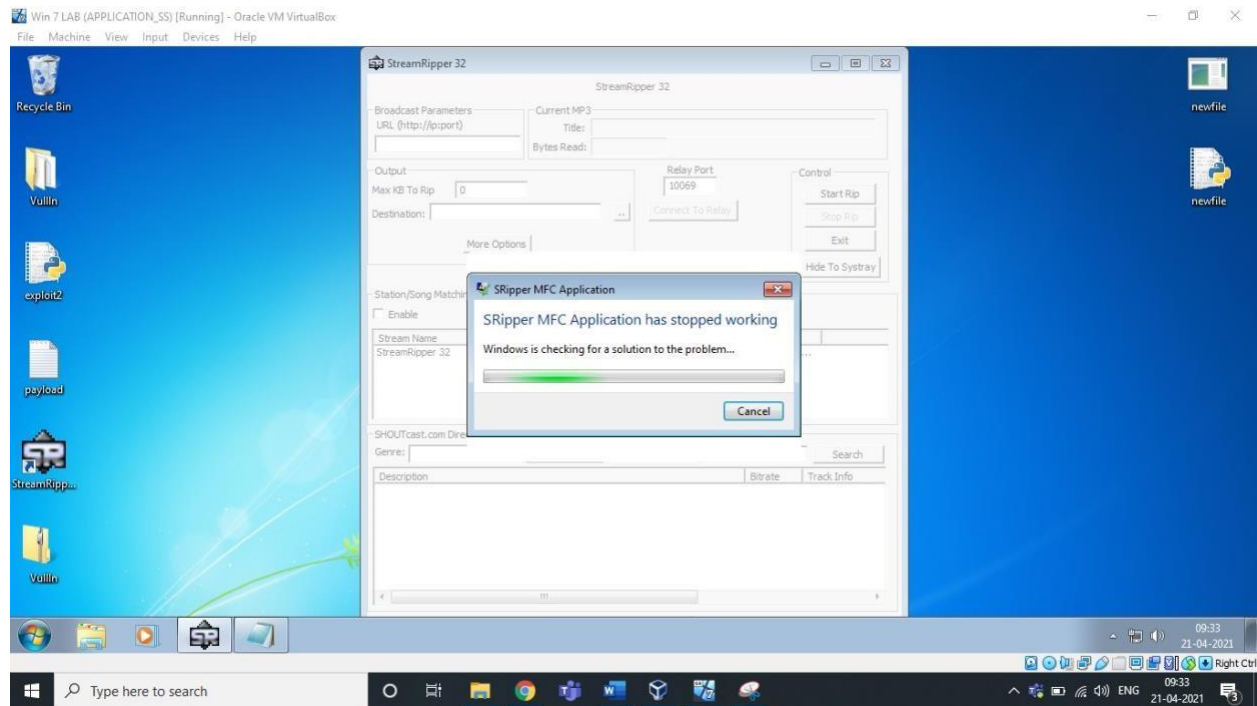 Win 7 LAB (APPLICATION_SS) [Running] - Oracle VM VirtualBox
File Machine View Input Devices Help
Recycle Bin
VulIn
exploit2
payload
StreamRipp...
VulIn
newfile
newfile
StreamRipper 32
StreamRipper 32
Broadcast Parameters
URL (http://ip:port)
Current MP3
Title:
Bytes Read:
Output
Max KB To Rip 0
Destination: ..
More Options
Relay Port
10069
Connect To Relay
Control
Start Rip
Stop Rip
Exit
Hide To Systray
Station/Song Matchin
Enable
Stream Name
StreamRipper 32
...
SRipper MFC Application
SRipper MFC Application has stopped working
Windows is checking for a solution to the problem...
Cancel
SHOUTcast.com Dire
Genre:
Search
Description Bitrate Track Info
09:33
21-04-2021
Right Ctrl
Type here to search
ENG
09:33
21-04-2021
3